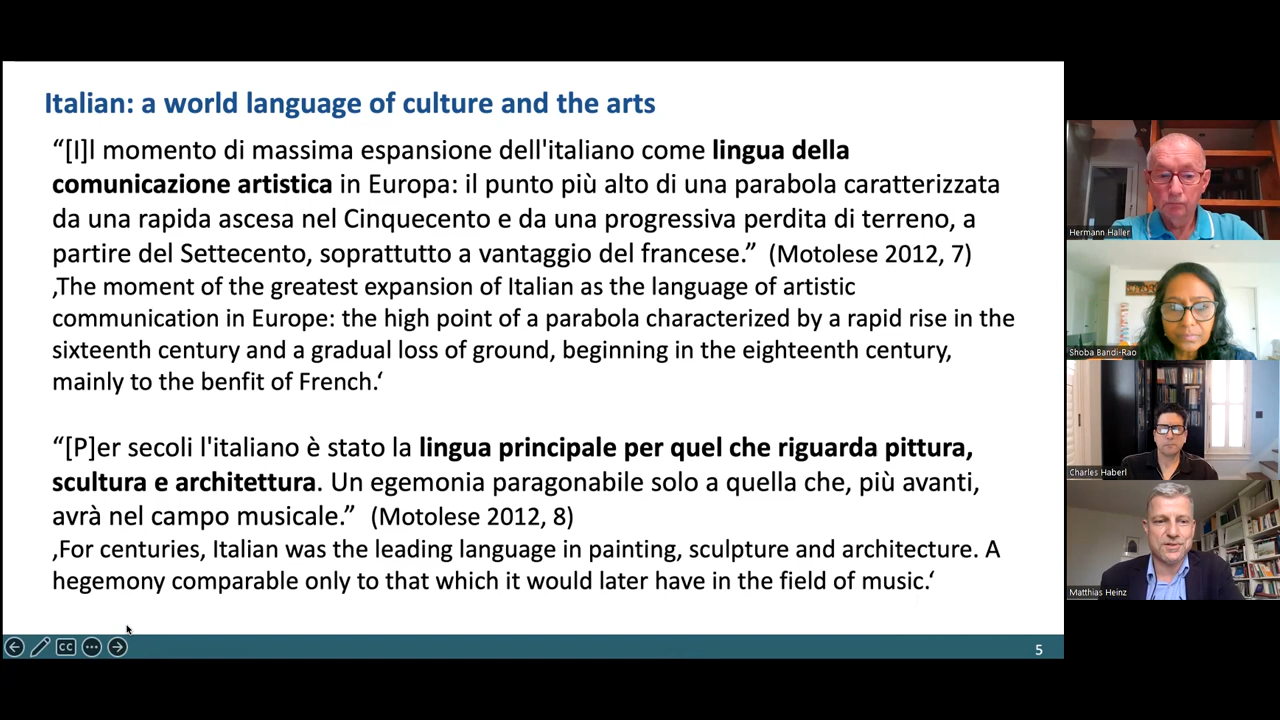 Italian: a world language of culture and the arts
“[I]l momento di massima espansione dell'italiano come lingua della
comunicazione artistica in Europa: il punto più alto di una parabola caratterizzata
da una rapida ascesa nel Cinquecento e da una progressiva perdita di terreno, a
partire del Settecento, soprattutto a vantaggio del francese.” (Motolese 2012, 7)
‚The moment of the greatest expansion of Italian as the language of artistic
communication in Europe: the high point of a parabola characterized by a rapid rise in the
sixteenth century and a gradual loss of ground, beginning in the eighteenth century,
mainly to the benfit of French.‘
“[P]er secoli l'italiano è stato la lingua principale per quel che riguarda pittura,
scultura e architettura. Un egemonia paragonabile solo a quella che, più avanti,
avrà nel campo musicale.” (Motolese 2012, 8)
‚For centuries, Italian was the leading language in painting, sculpture and architecture. A
hegemony comparable only to that which it would later have in the field of music.‘
CC
5
Hermann Haller
Shoba Bandi-Rao
Charles Haberl
Matthias Heinz